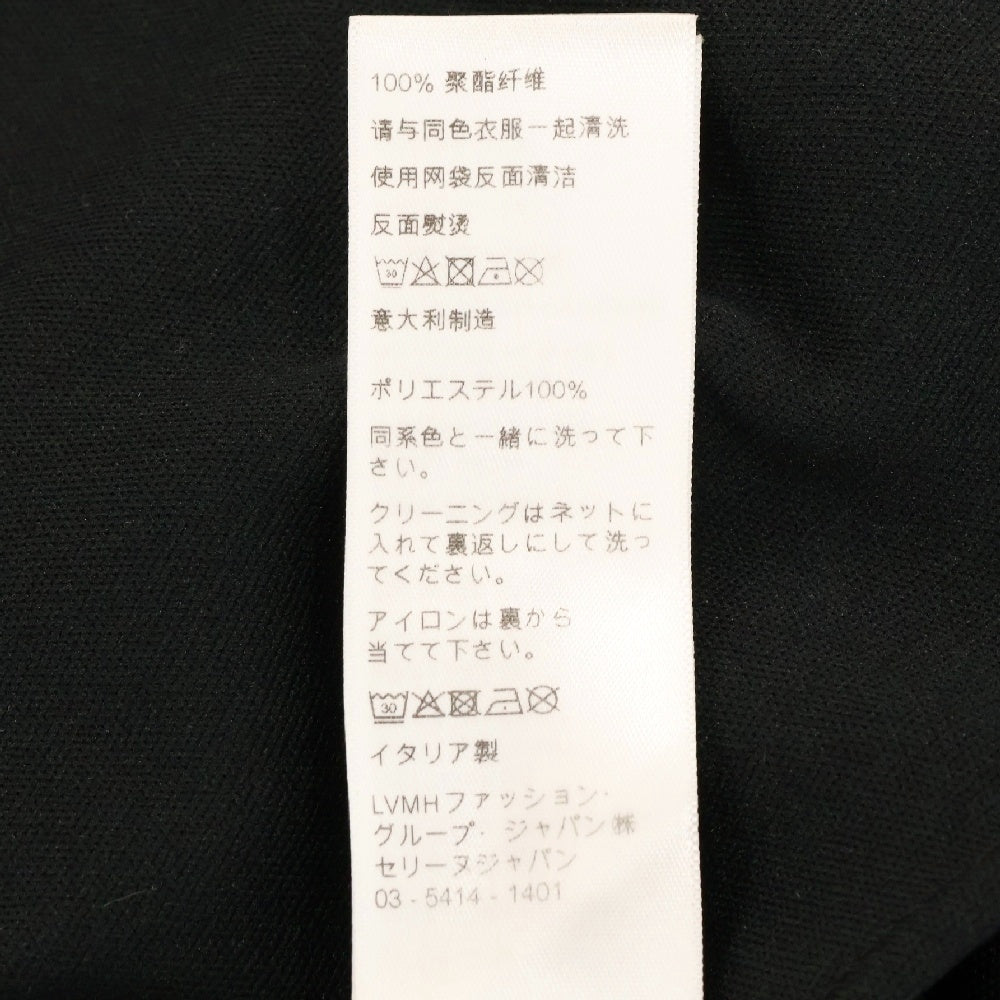 100% 聚酯纤维
请与同色衣服一起清洗
使用网袋反面清洁
反面熨烫
30
意大利制造
ポリエステル100%
同系色と一緒に洗って下
さい。
クリーニングはネットに
入れて裏返しにして洗っ
てください。
アイロンは裏から
当てて下さい。
30
イタリア製
LVMHファッション·
グループ· ジャパン㈱
セリーヌジャパン
03 - 5414 - 1401